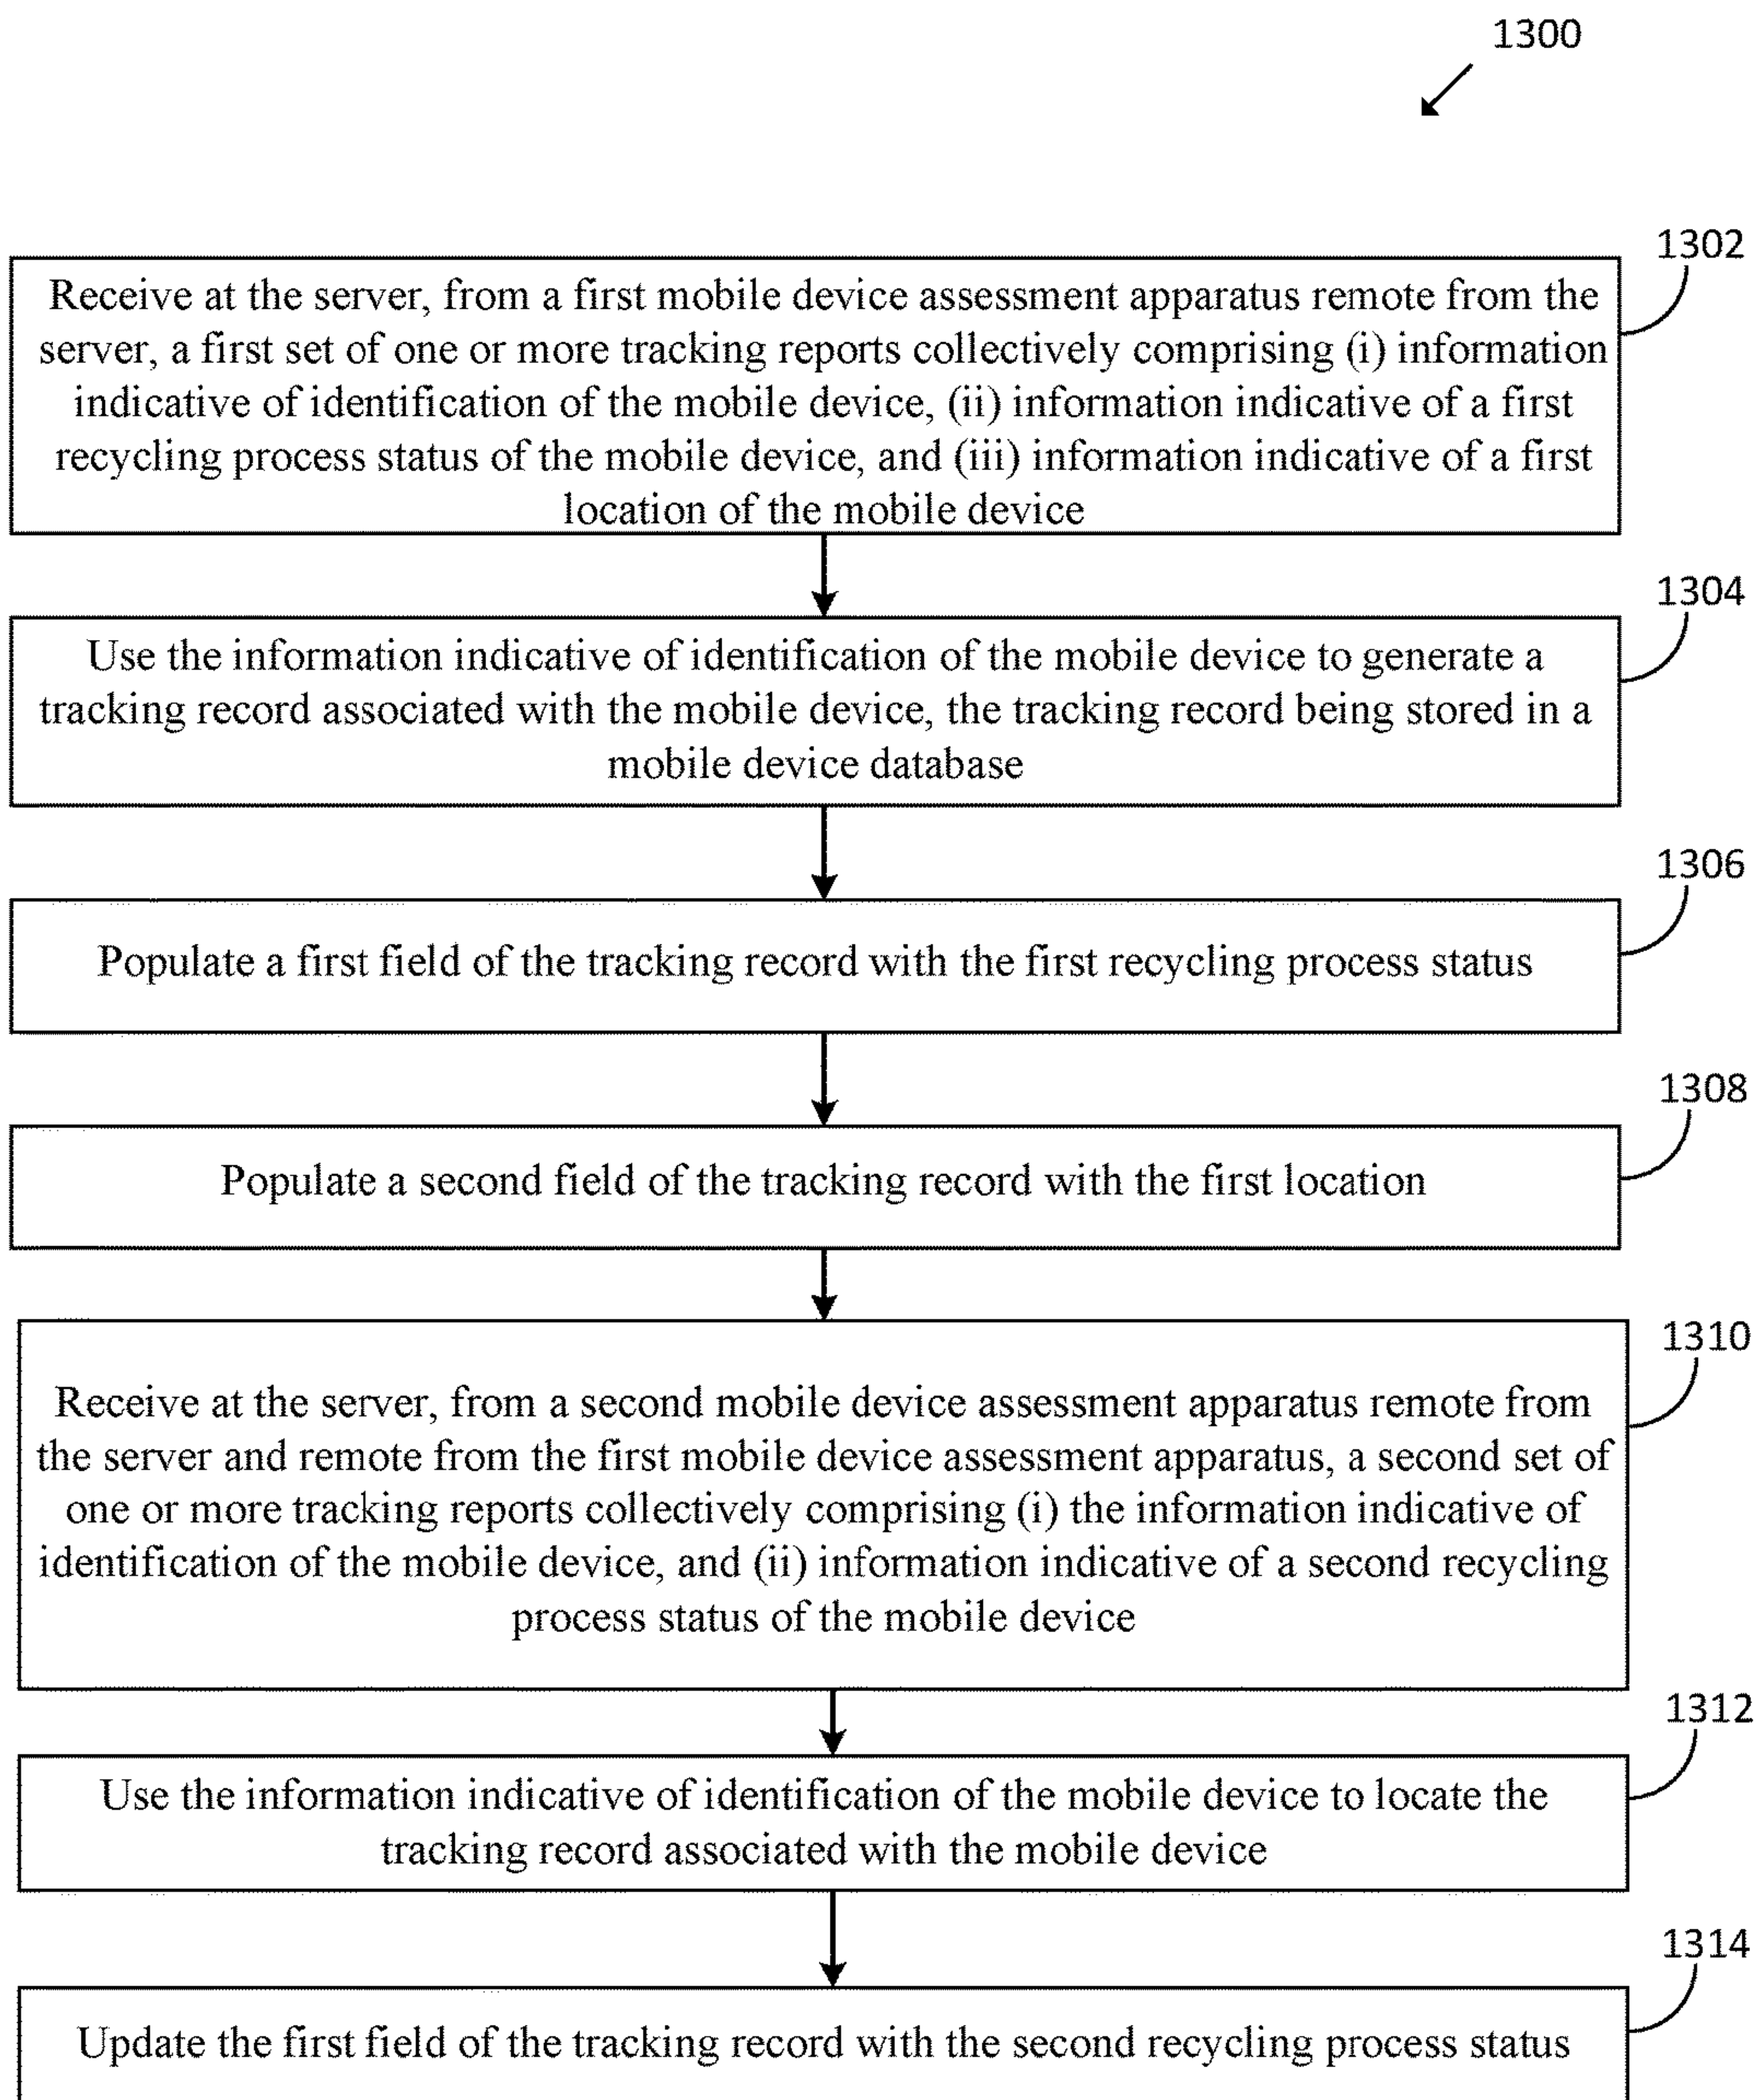 1300
1302
Receive at the server, from a first mobile device assessment apparatus remote from the
server, a first set of one or more tracking reports collectively comprising (i) information
indicative of identification of the mobile device, (ii) information indicative of a first
recycling process status of the mobile device, and (iii) information indicative of a first
location of the mobile device
1304
Use the information indicative of identification of the mobile device to generate a
tracking record associated with the mobile device, the tracking record being stored in a
mobile device database
1306
Populate a first field of the tracking record with the first recycling process status
1308
Populate a second field of the tracking record with the first location
1310
Receive at the server, from a second mobile device assessment apparatus remote from
the server and remote from the first mobile device assessment apparatus, a second set of
one or more tracking reports collectively comprising (i) the information indicative of
identification of the mobile device, and (ii) information indicative of a second recycling
process status of the mobile device
1312
Use the information indicative of identification of the mobile device to locate the
tracking record associated with the mobile device
1314
Update the first field of the tracking record with the second recycling process status